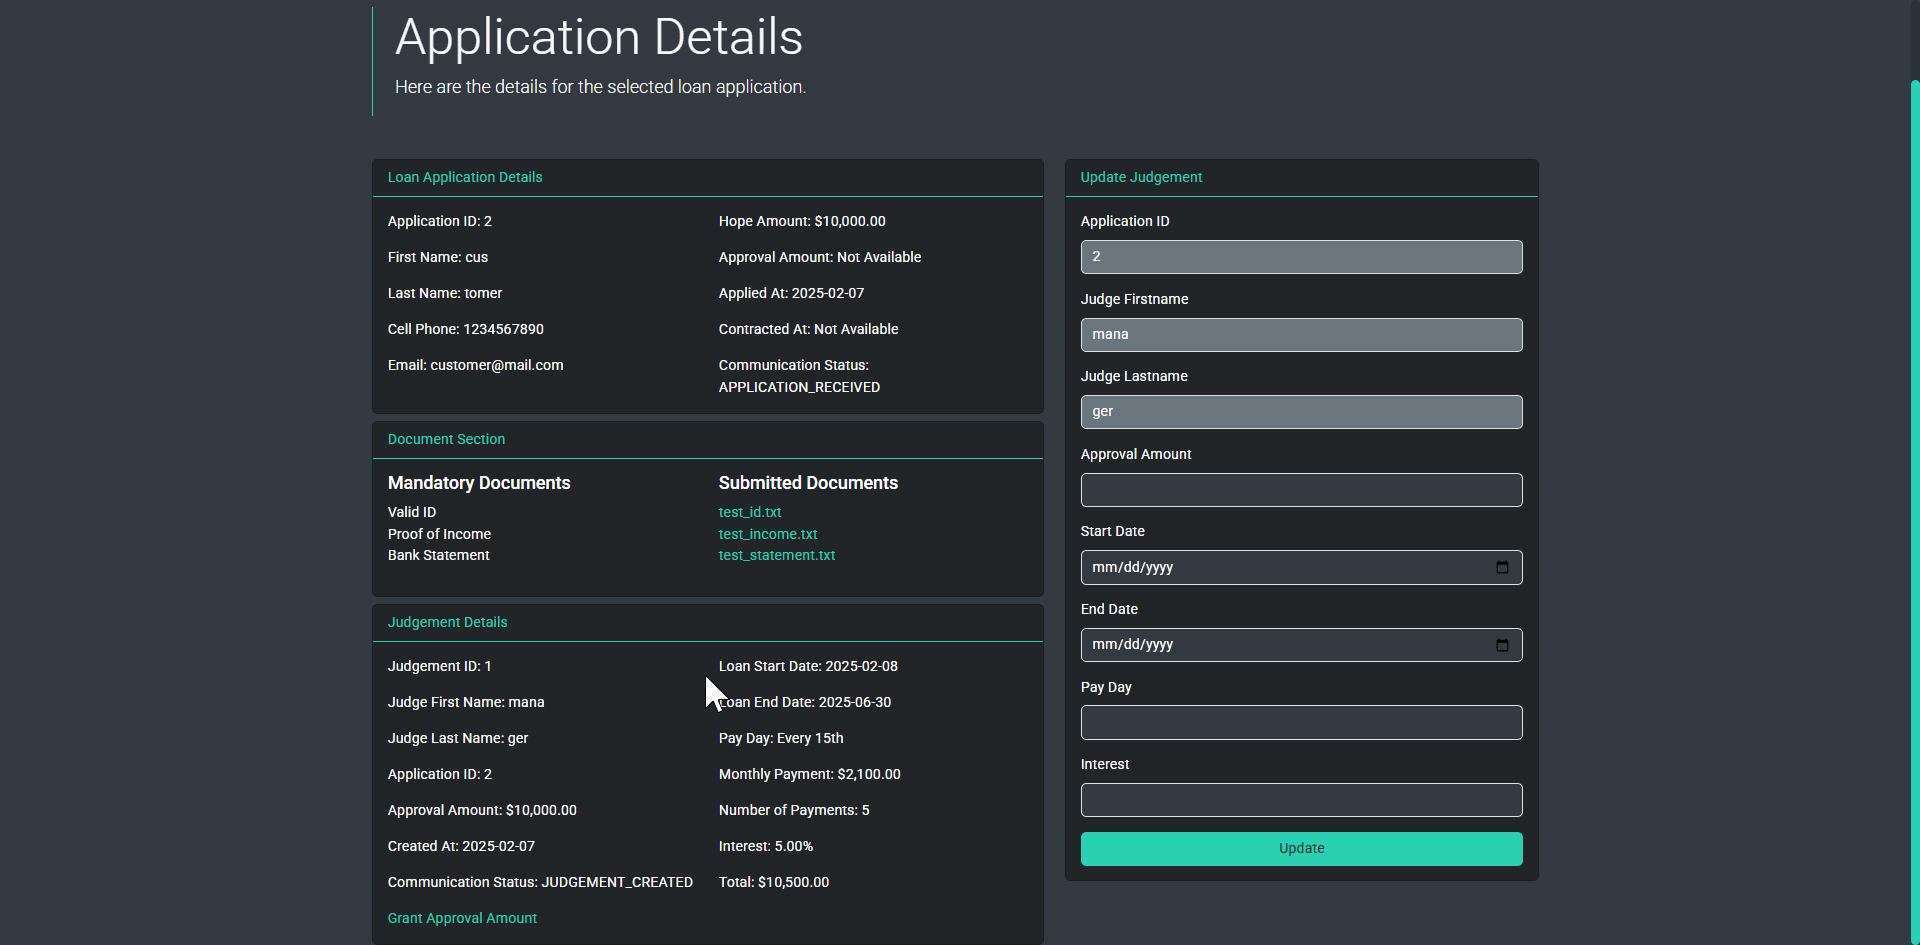 Application Details
Here are the details for the selected loan application.
Loan Application Details
Application ID: 2
First Name: cus
Last Name: tomer
Cell Phone: 1234567890
Email: customer@mail.com
Hope Amount: $10,000.00
Approval Amount: Not Available
Applied At: 2025-02-07
Contracted At: Not Available
Communication Status:
APPLICATION_RECEIVED
Document Section
Mandatory Documents
Valid ID
Proof of Income
Bank Statement
Submitted Documents
test_id.txt
test_income.txt
test_statement.txt
Judgement Details
Judgement ID: 1
Judge First Name: mana
Judge Last Name: ger
Application ID: 2
Approval Amount: $10,000.00
Created At: 2025-02-07
Communication Status: JUDGEMENT_CREATED
Grant Approval Amount
Loan Start Date: 2025-02-08
Loan End Date: 2025-06-30
Pay Day: Every 15th
Monthly Payment: $2,100.00
Number of Payments: 5
Interest: 5.00%
Total: $10,500.00
Update Judgement
Application ID
2
Judge Firstname
mana
Judge Lastname
ger
Approval Amount
Start Date
mm/dd/yyyy
End Date
mm/dd/yyyy
Pay Day
Interest
Update